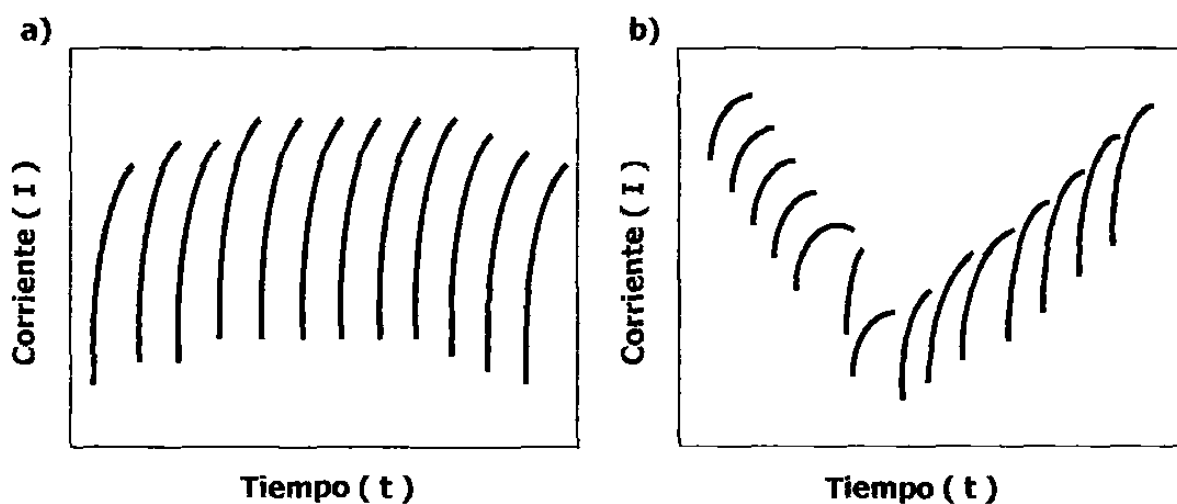 a)
Corriente ( I )
Tiempo ( t )
b)
Corriente ( I )
Tiempo ( t )